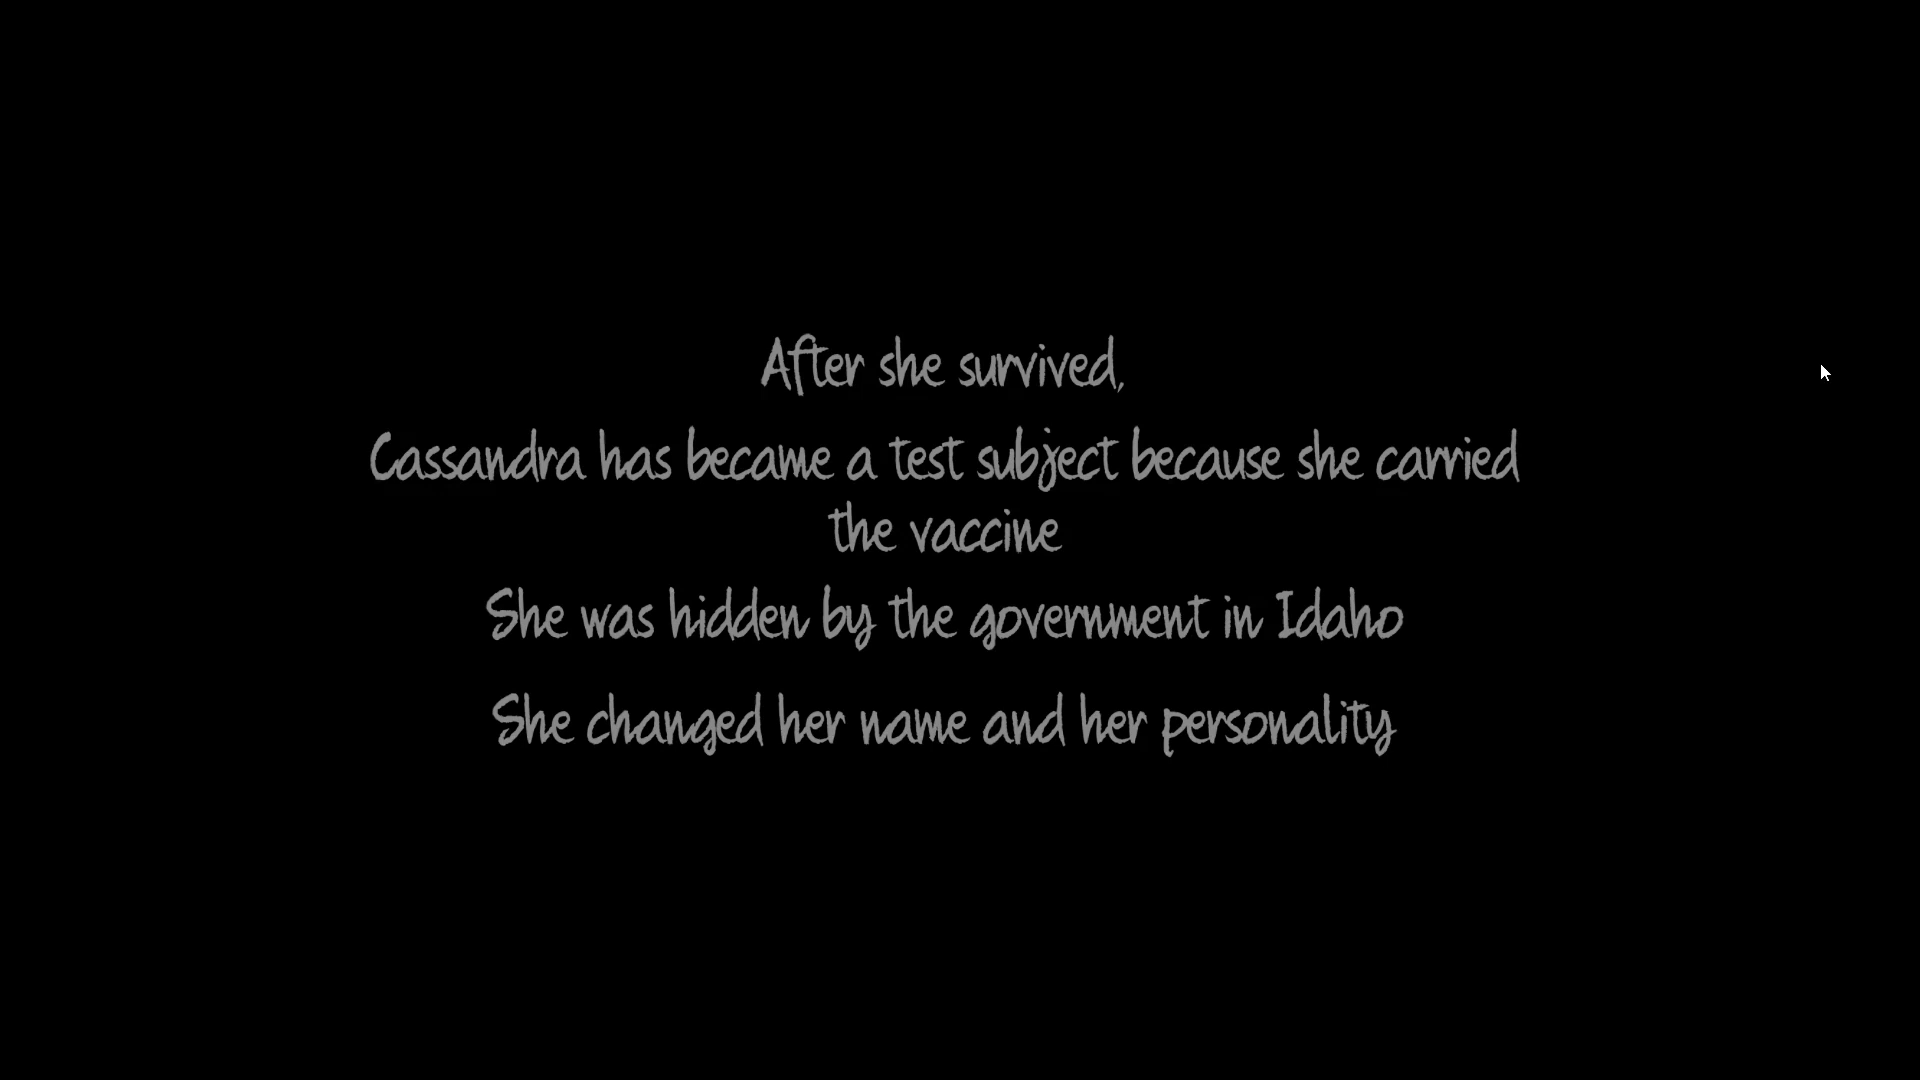 After she survived,
Cassandra has became a test subject because she carried
the vaccine
She was hidden by the government in Idaho
She changed her name and her personality